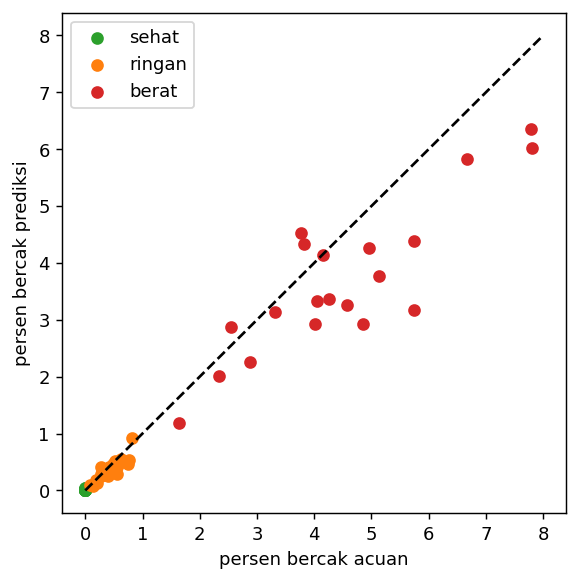 sehat
ringan
berat
8
7
6
5
4
3
2
1
0
persen bercak prediksi
0 1 2 3 4 5 6 7 8
persen bercak acuan